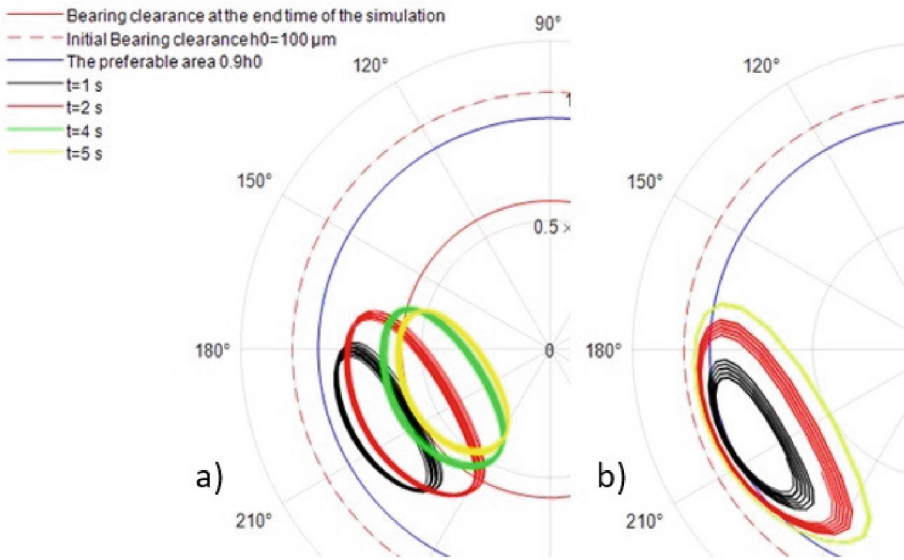 Bearing clearance at the end time of the simulation
Initial Bearing clearance h0=100 μm
The preferable area 0.9h0
t=1 s
t=2 s
t=4 s
t=5 s
90°
120°
120°
1
150°
150°
0.5 ×
180°
0
180°
a)
b)
210°
210°